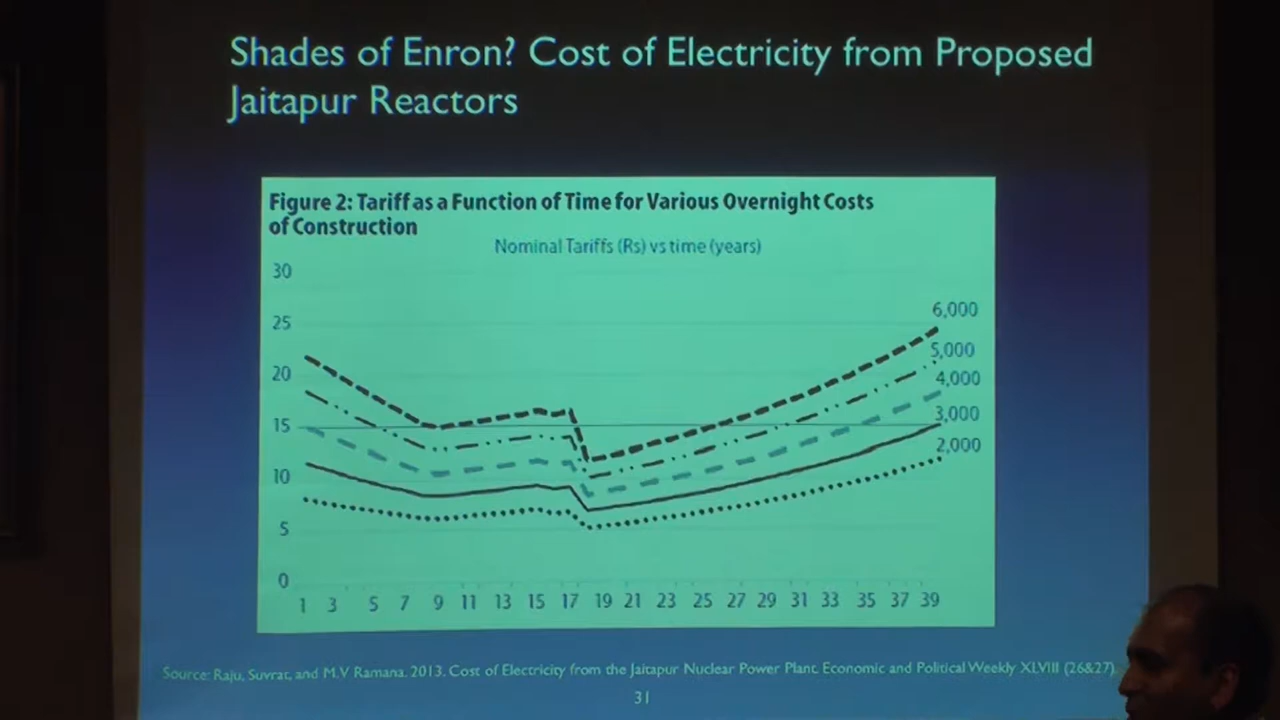 Shades of Enron? Cost of Electricity from Proposed
Jaitapur Reactors
Figure 2: Tariff as a Function of Time for Various Overnight Costs
of Construction
Nominal Tariffs (Rs) vs time (years)
30
25
20
15
10
5
0
6,000
5,000
4,000
3,000
2,000
1 3 5 7 9 11 13 15 17 19 21 23 25 27 29 31 33 35 37 39
Source: Raju, Suvrat, and M.V Ramana. 2013. Cost of Electricity from the Jaitapur Nuclear Power Plant. Economic and Political Weekly XLVIII (26&27)
31